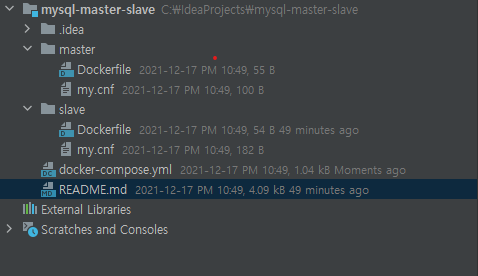 mysql-master-slave C:₩IdeaProjects₩mysql-master-slave
.idea
master
Dockerfile 2021-12-17 PM 10:49, 55 B
my.cnf 2021-12-17 PM 10:49, 100 B
slave
Dockerfile 2021-12-17 PM 10:49, 54 B 49 minutes ago
my.cnf 2021-12-17 PM 10:49, 182 B
docker-compose.yml 2021-12-17 PM 10:49, 1.04 kB Moments ago
README.md 2021-12-17 PM 10:49, 4.09 kB 49 minutes ago
External Libraries
Scratches and Consoles